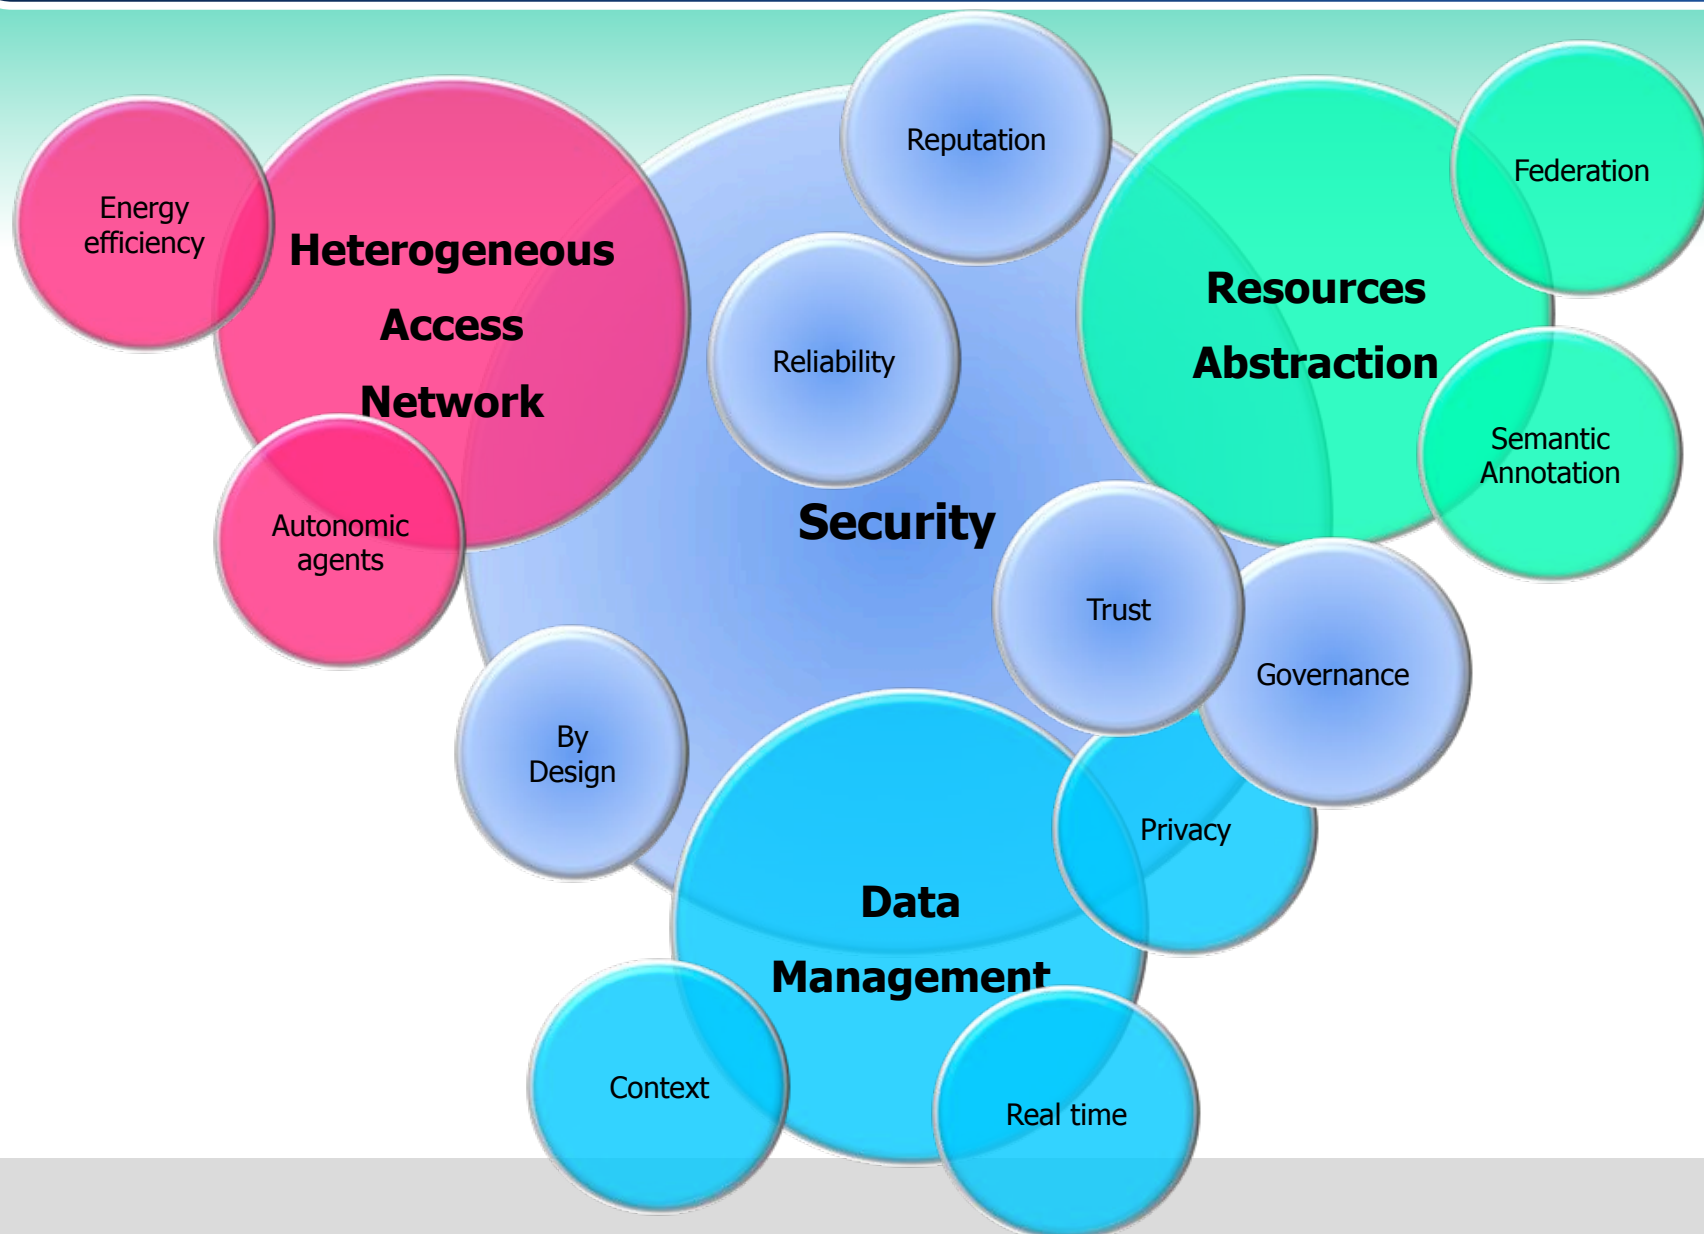 Reputation
Federation
Energy
efficiency
Heterogeneous
Access
Network
Resources
Abstraction
Reliability
Semantic
Annotation
Autonomic
agents
Security
Trust
Governance
By
Design
Privacy
Data
Management
Context
Real time